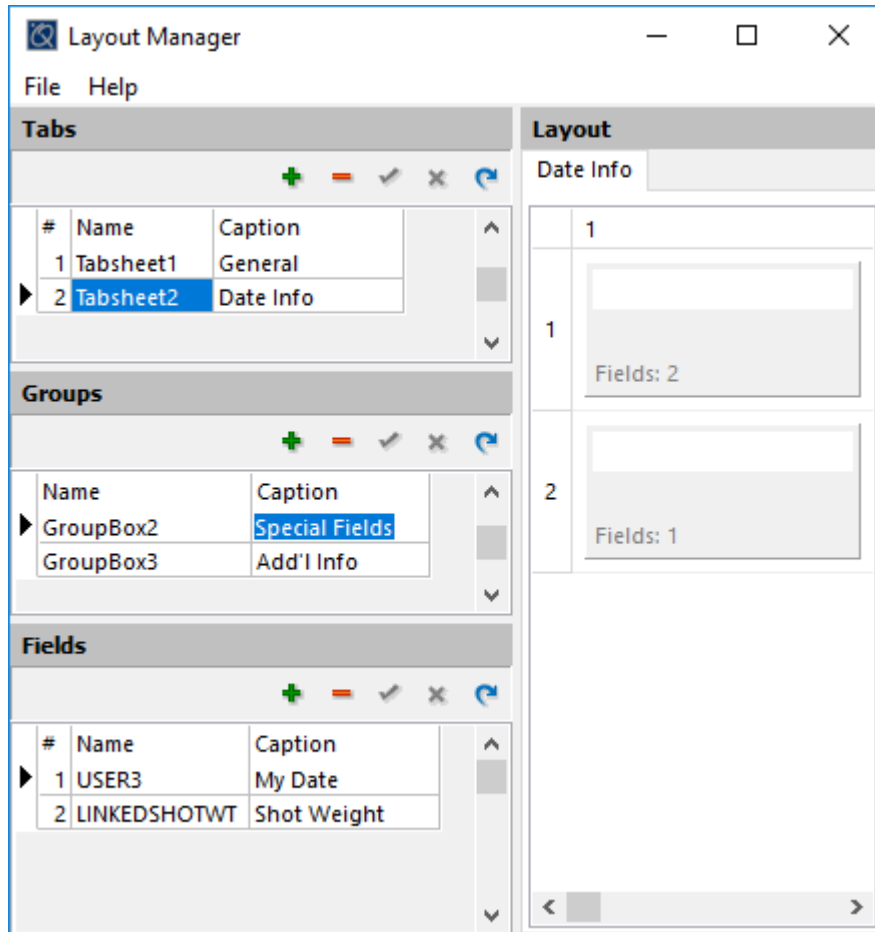 Layout Manager
File Help
Tabs
# Name Caption
1 Tabsheet1 General
2 Tabsheet2 Date Info
Groups
Name Caption
GroupBox2 Special Fields
GroupBox3 Add'l Info
Fields
# Name Caption
1 USER3 My Date
2 LINKEDSHOTWT Shot Weight
Layout
Date Info
1
1
Fields: 2
2
Fields: 1